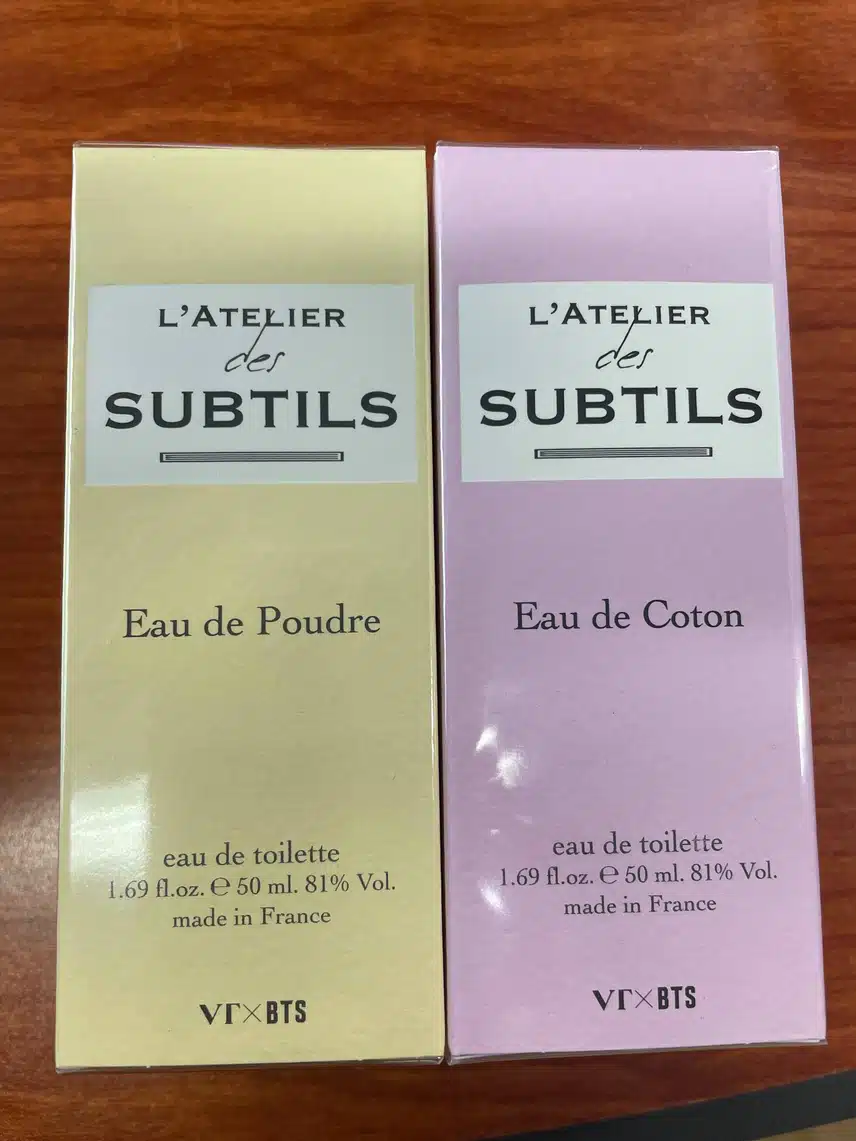 L'ATELIER
des
SUBTILS
Eau de Poudre
eau de toilette
1.69 fl.oz. ℮ 50 ml. 81% Vol.
made in France
VT×BTS
L'ATELIER
des
SUBTILS
Eau de Coton
eau de toilette
1.69 fl.oz. ℮ 50 ml. 81% Vol.
made in France
VT×BTS